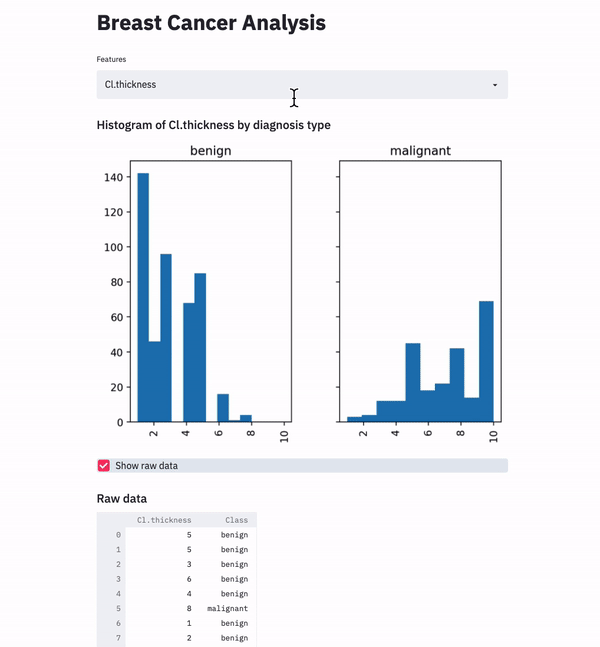 Breast Cancer Analysis
Features
Cl.thickness
Histogram of Cl.thickness by diagnosis type
benign malignant
140
120
100
80
60
40
20
0
2 4 6 8 10 2 4 6 8 10
Show raw data
Raw data
Cl.thickness Class
0 5 benign
1 5 benign
2 3 benign
3 6 benign
4 4 benign
5 8 malignant
6 1 benign
7 2 benign